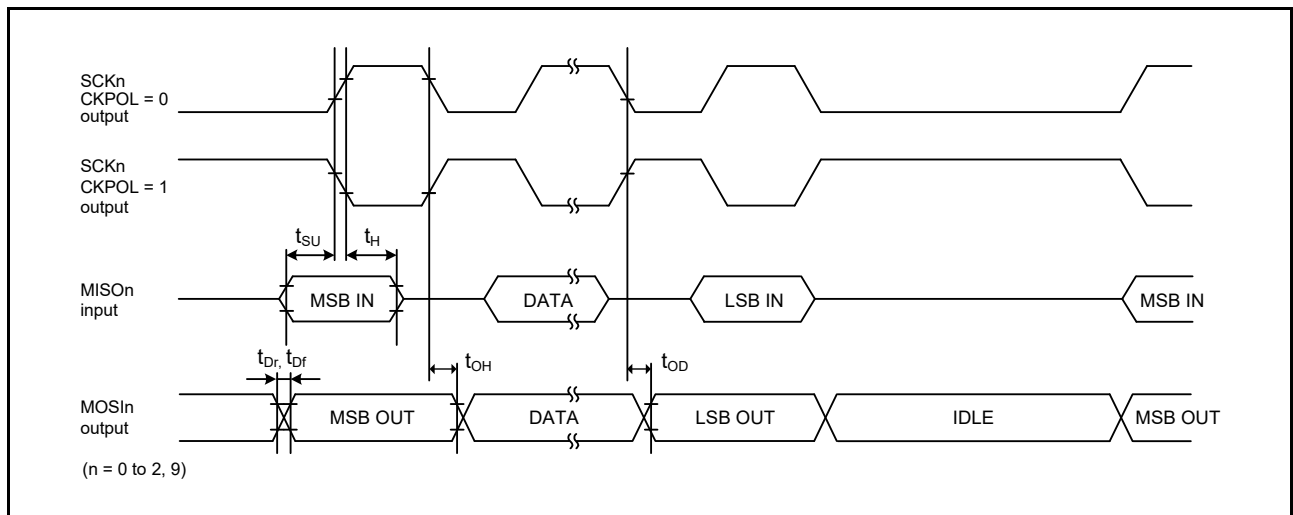 SCKn
CKPOL = 0
output
SCKn
CKPOL = 1
output
tSU
tH
MISOn
input
MSB IN
DATA
LSB IN
MSB IN
tDr, tDf
tOH
tOD
MOSIn
output
MSB OUT
DATA
LSB OUT
IDLE
MSB OUT
(n = 0 to 2, 9)